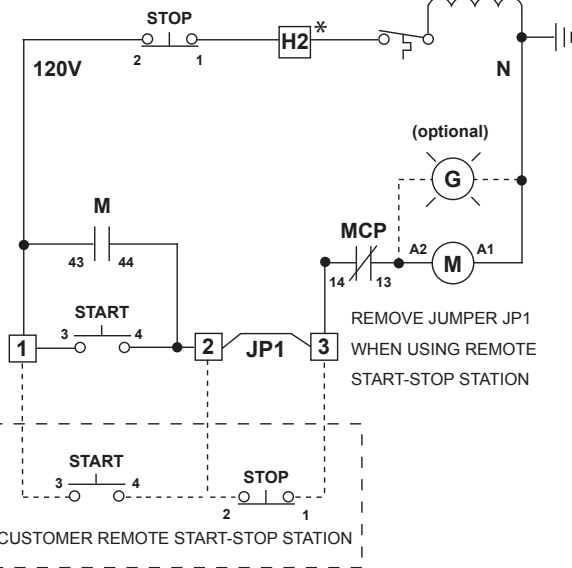 STOP
2 1
H2 *
120V
N
(optional)
G
M
43 44
MCP
14 13
A2 M A1
START
3 4
1
2
JP1
3
REMOVE JUMPER JP1
WHEN USING REMOTE
START-STOP STATION
START
3 4
STOP
2 1
CUSTOMER REMOTE START-STOP STATION